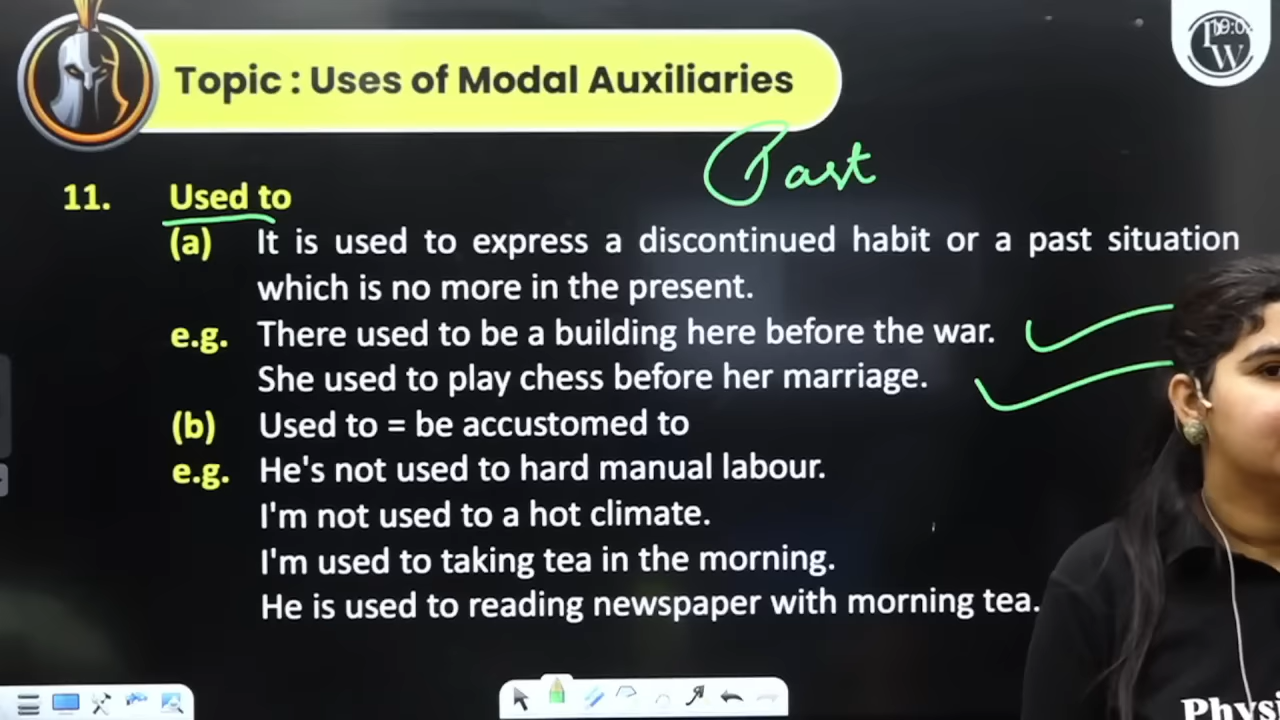 Topic : Uses of Modal Auxiliaries
Past
11. Used to
(a) It is used to express a discontinued habit or a past situation
which is no more in the present.
e.g. There used to be a building here before the war.
She used to play chess before her marriage.
(b) Used to = be accustomed to
e.g. He's not used to hard manual labour.
I'm not used to a hot climate.
I'm used to taking tea in the morning.
He is used to reading newspaper with morning tea.